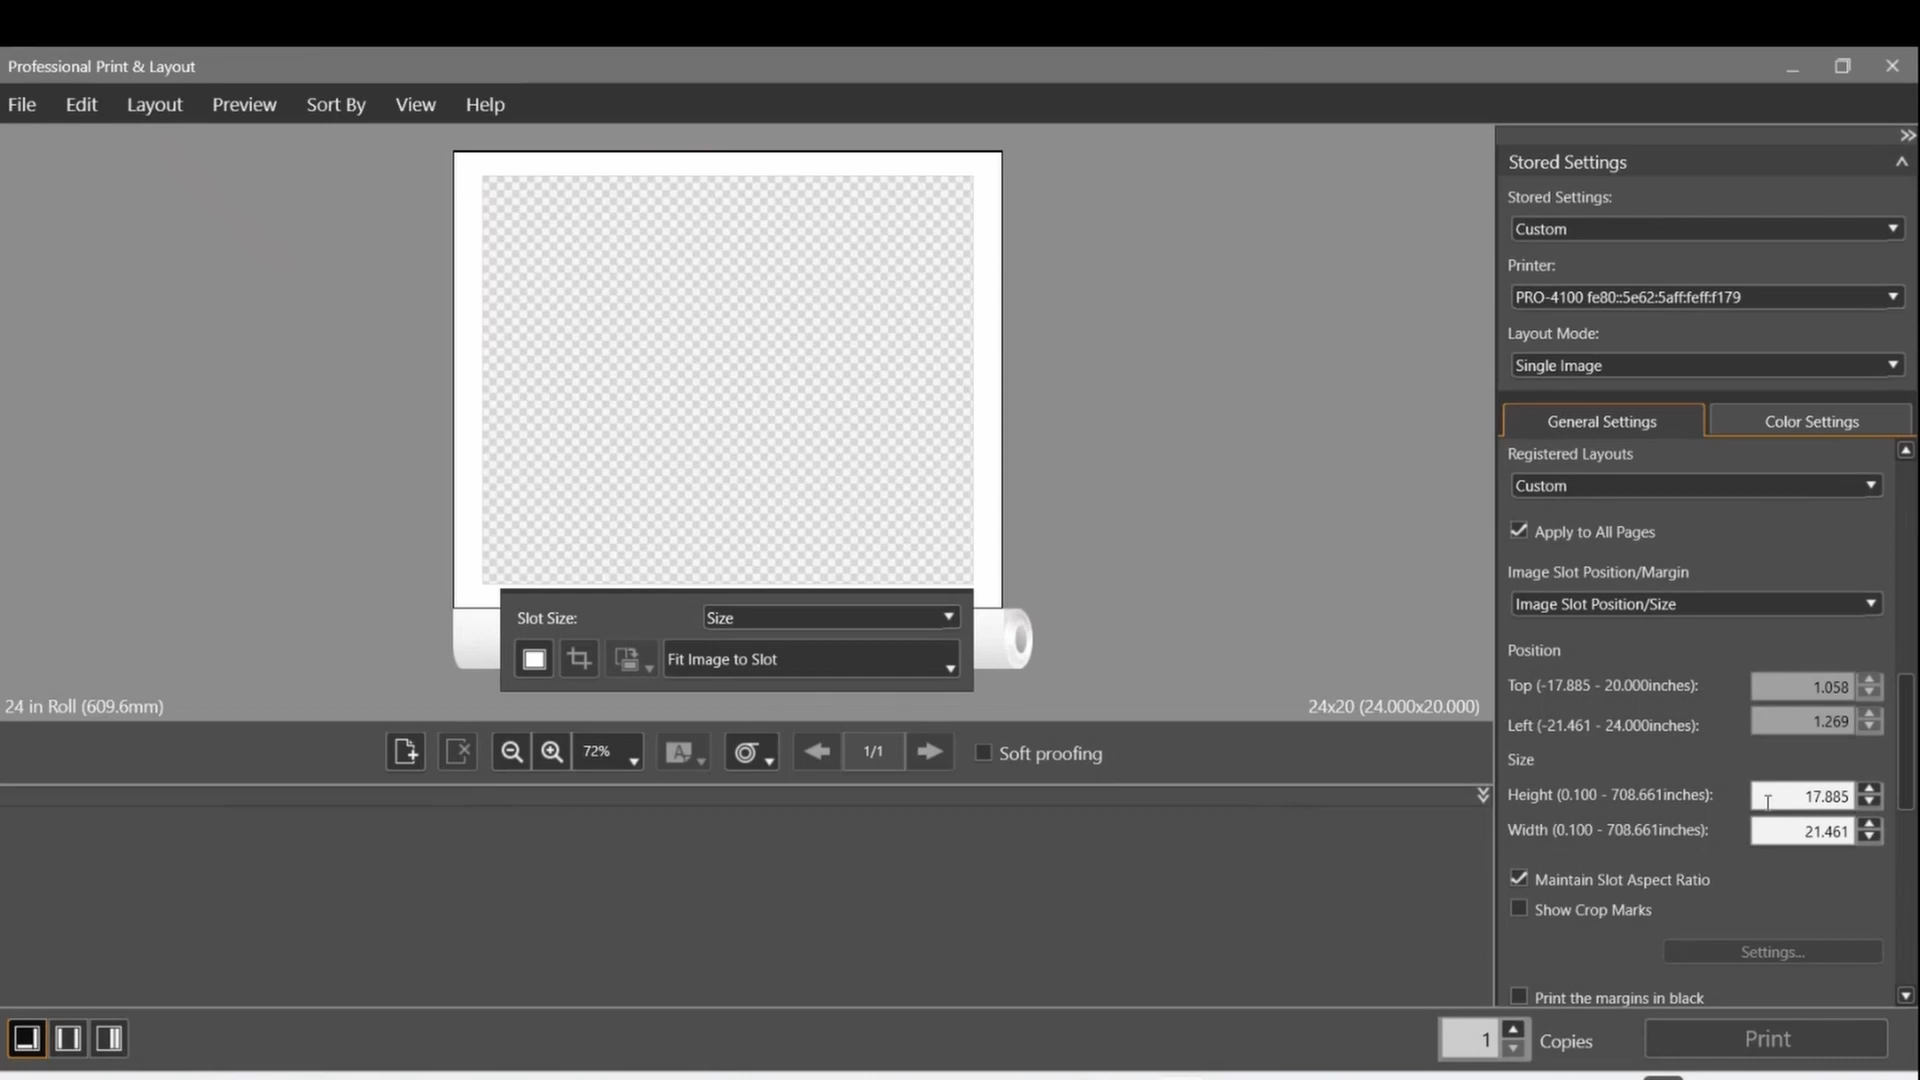 Professional Print & Layout
File Edit Layout Preview Sort By View Help
Stored Settings
Stored Settings:
Custom
Printer:
PRO-4100 fe80::5e62:5aff:feff:f179
Layout Mode:
Single Image
General Settings Color Settings
Registered Layouts
Custom
Apply to All Pages
Image Slot Position/Margin
Image Slot Position/Size
Position
Top (-17.885 - 20.000inches): 1.058
Left (-21.461 - 24.000inches): 1.269
Size
Height (0.100 - 708.661inches): 17.885
Width (0.100 - 708.661inches): 21.461
Maintain Slot Aspect Ratio
Show Crop Marks
Settings...
Print the margins in black
Slot Size: Size
Fit Image to Slot
24 in Roll (609.6mm) 24x20 (24.000x20.000)
72% A 1/1 Soft proofing
1 Copies Print